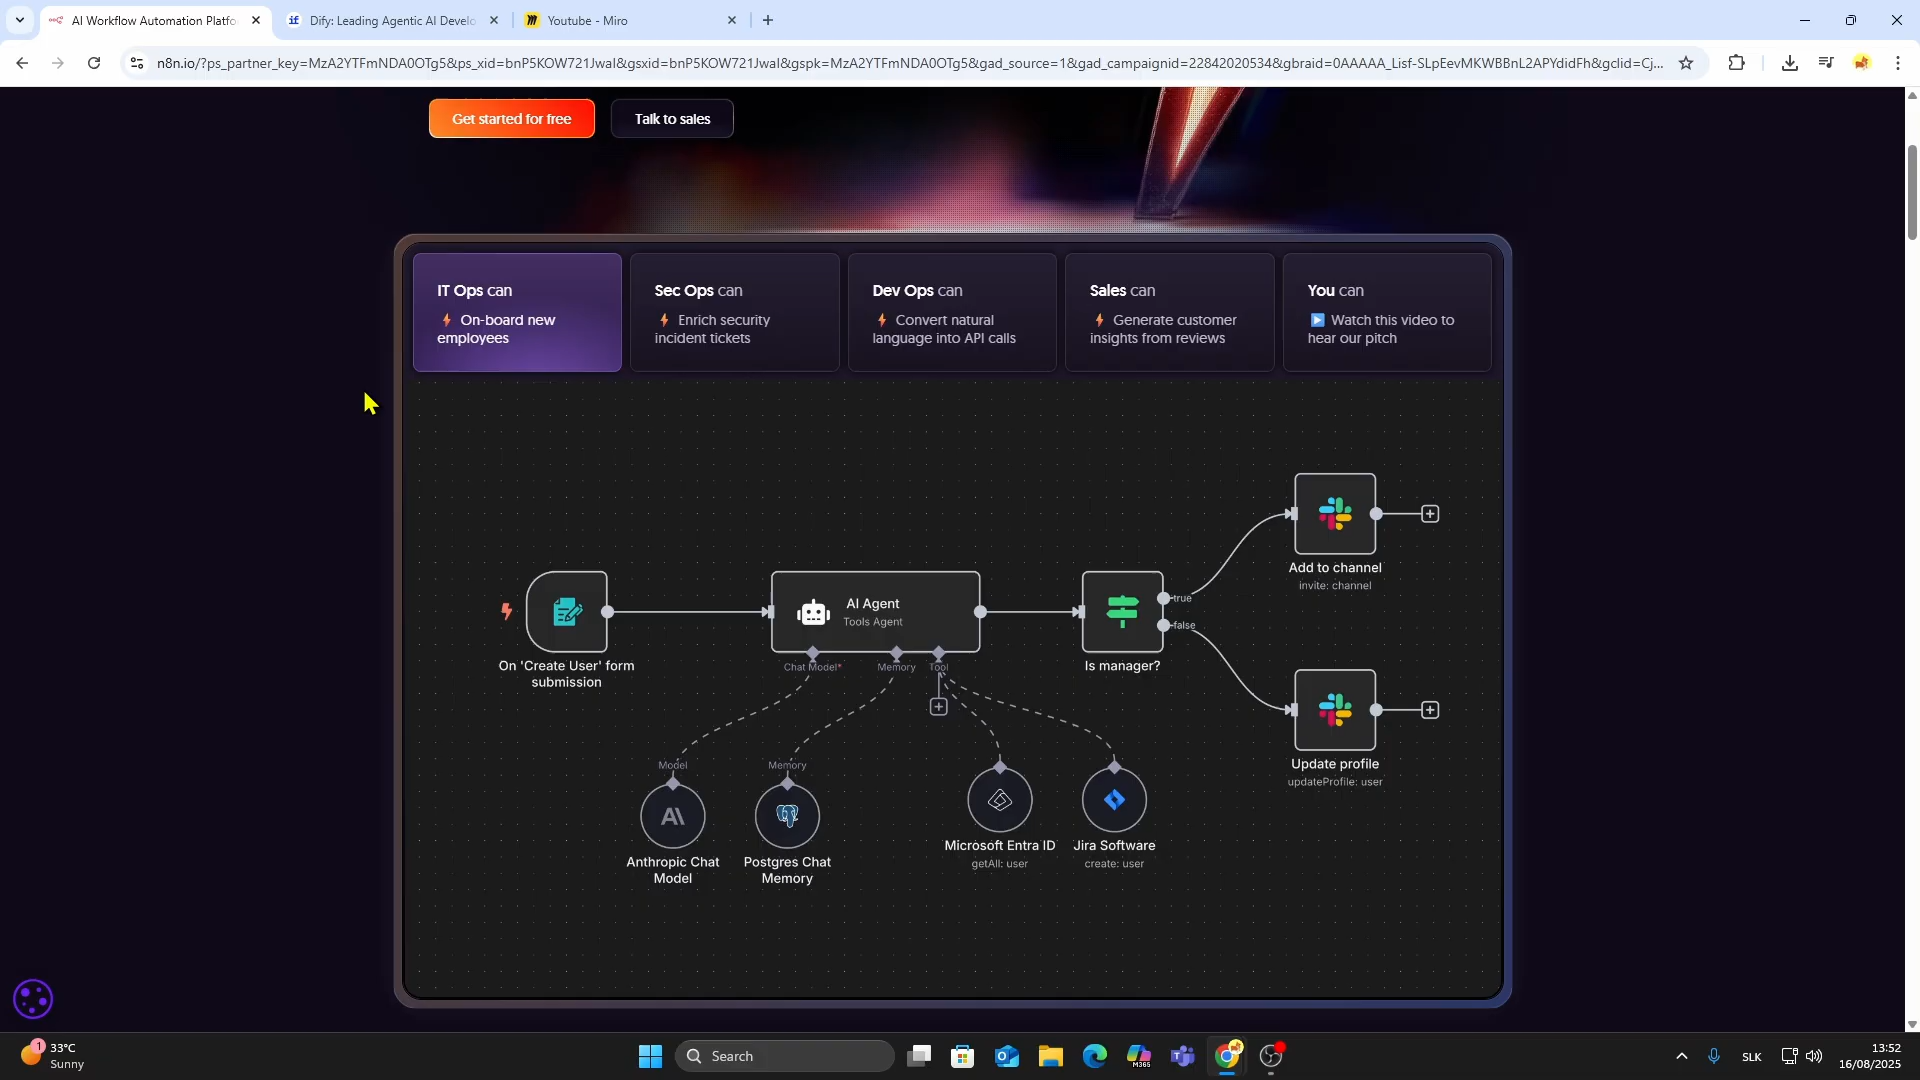 AI Workflow Automation Platfo
Dify: Leading Agentic AI Develo
Youtube - Miro
n8n.io/?ps_partner_key=MzA2YTFmNDA0OTg5&ps_xid=bnP5KOW721JwaI&gsxid=bnP5KOW721JwaI&gspk=MzA2YTFmNDA0OTg5&gad_source=1&gad_campaignid=22842020534&gbraid=0AAAAA_Lisf-SLpEevMKWBBnL2APYdidFh&gclid=Cj...
Get started for free
Talk to sales
IT Ops can
On-board new
employees
Sec Ops can
Enrich security
incident tickets
Dev Ops can
Convert natural
language into API calls
Sales can
Generate customer
insights from reviews
You can
Watch this video to
hear our pitch
Add to channel
invite: channel
AI Agent
Tools Agent
true
false
On 'Create User' form
submission
Chat Model*
Memory
Tool
Is manager?
Model
Memory
Update profile
updateProfile: user
Microsoft Entra ID
getAll: user
Jira Software
create: user
Anthropic Chat
Model
Postgres Chat
Memory
1
33°C
Sunny
Search
M365
SLK
13:52
16/08/2025